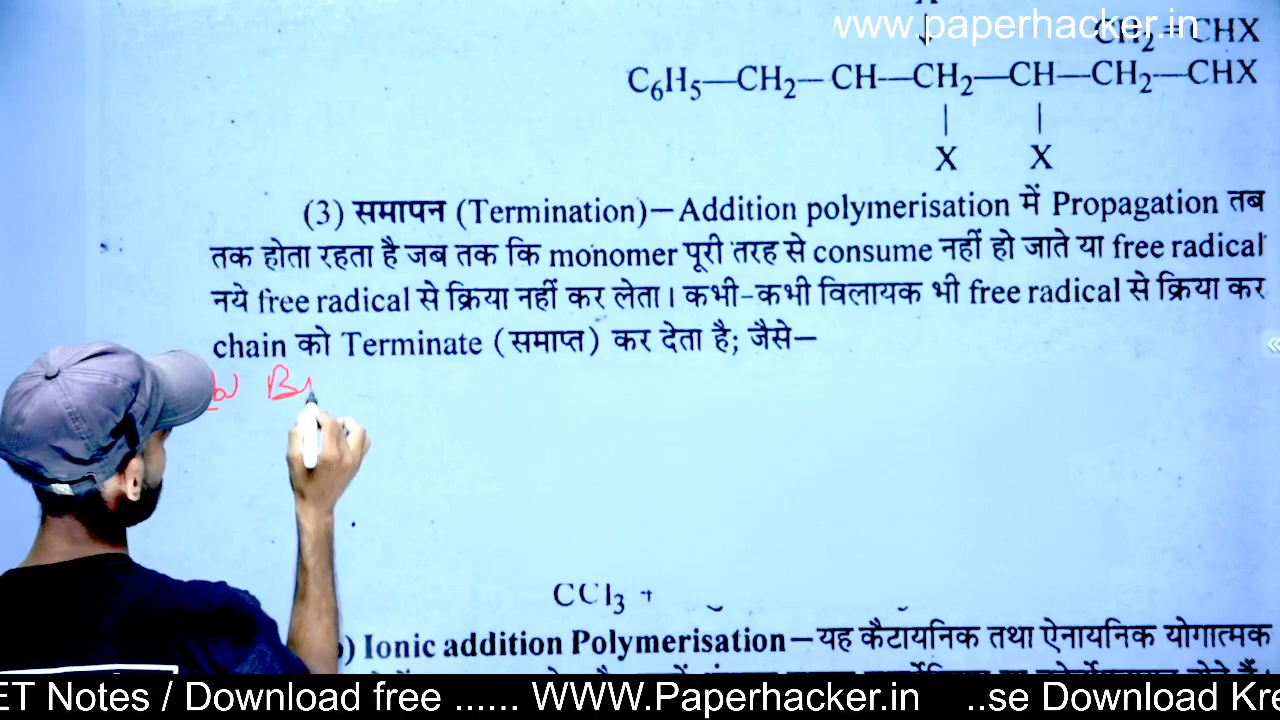 www.paperhacker.in
CH₂=CHX
C₆H₅—CH₂—CH—CH₂—CH—CH₂—CHX
| |
X X
(3) समापन (Termination)—Addition polymerisation में Propagation तब
तक होता रहता है जब तक कि monomer पूरी तरह से consume नहीं हो जाते या free radical
नये free radical से क्रिया नहीं कर लेता। कभी-कभी विलायक भी free radical से क्रिया कर
chain को Terminate (समाप्त) कर देता है; जैसे—
CCl₃ +
) Ionic addition Polymerisation—यह कैटायनिक तथा ऐनायनिक योगात्मक
ET Notes / Download free ...... WWW.Paperhacker.in ..se Download Kre